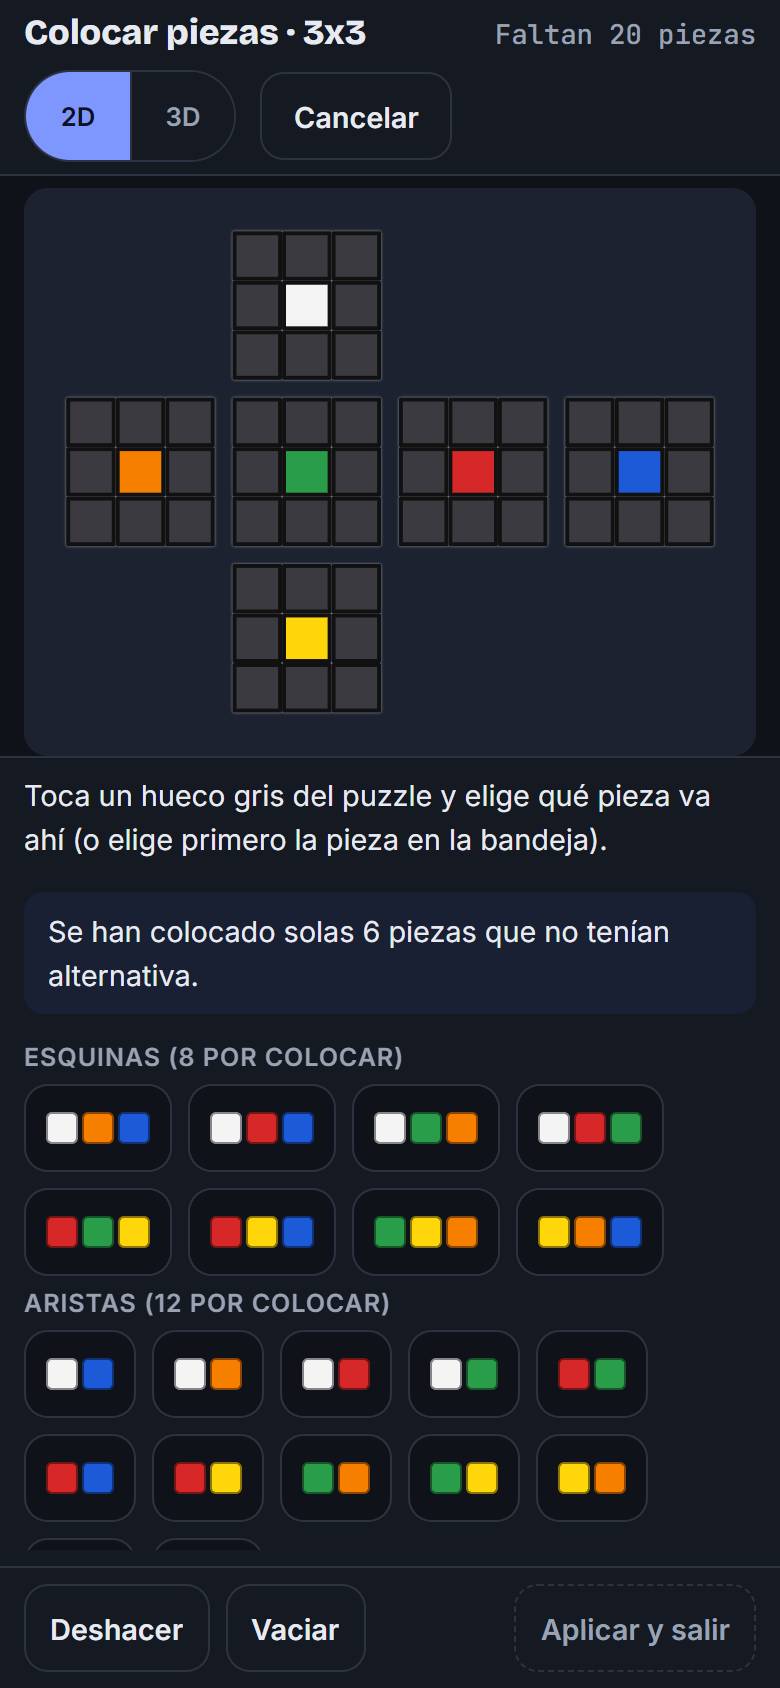 Colocar piezas · 3x3
Faltan 20 piezas
2D
3D
Cancelar
Toca un hueco gris del puzzle y elige qué pieza va
ahí (o elige primero la pieza en la bandeja).
Se han colocado solas 6 piezas que no tenían
alternativa.
ESQUINAS (8 POR COLOCAR)
ARISTAS (12 POR COLOCAR)
Deshacer
Vaciar
Aplicar y salir